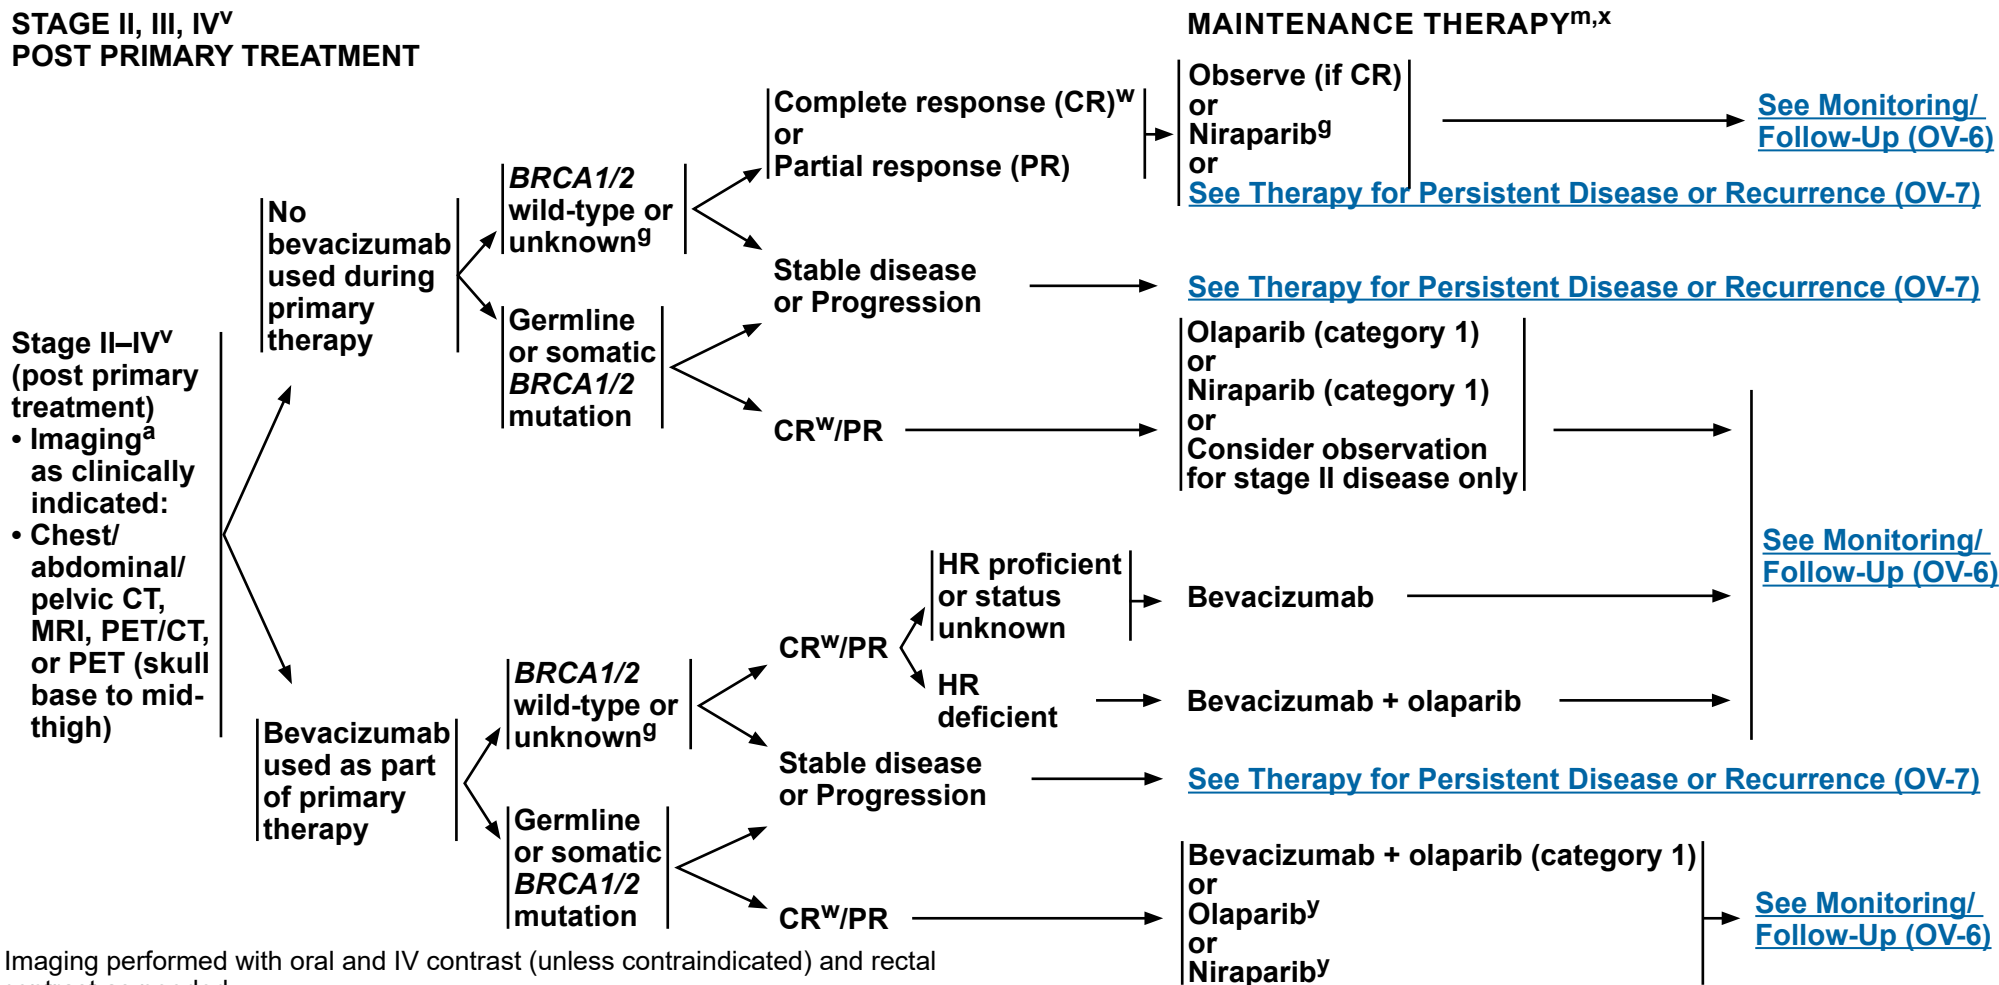 STAGE II, III, IVv
POST PRIMARY TREATMENT
MAINTENANCE THERAPYm,x
Stage II–IVv
(post primary
treatment)
• Imaginga
as clinically
indicated:
• Chest/
abdominal/
pelvic CT,
MRI, PET/CT,
or PET (skull
base to mid-
thigh)
No
bevacizumab
used during
primary
therapy
BRCA1/2
wild-type or
unknowng
Complete response (CR)w
or
Partial response (PR)
Observe (if CR)
or
Niraparibg
or
See Therapy for Persistent Disease or Recurrence (OV-7)
See Monitoring/
Follow-Up (OV-6)
Stable disease
or Progression
See Therapy for Persistent Disease or Recurrence (OV-7)
Germline
or somatic
BRCA1/2
mutation
CRw/PR
Olaparib (category 1)
or
Niraparib (category 1)
or
Consider observation
for stage II disease only
Bevacizumab
used as part
of primary
therapy
BRCA1/2
wild-type or
unknowng
CRw/PR
HR proficient
or status
unknown
Bevacizumab
HR
deficient
Bevacizumab + olaparib
See Monitoring/
Follow-Up (OV-6)
Stable disease
or Progression
See Therapy for Persistent Disease or Recurrence (OV-7)
Germline
or somatic
BRCA1/2
mutation
CRw/PR
Bevacizumab + olaparib (category 1)
or
Olapariby
or
Nirapariby
See Monitoring/
Follow-Up (OV-6)
Imaging performed with oral and IV contrast (unless contraindicated) and rectal